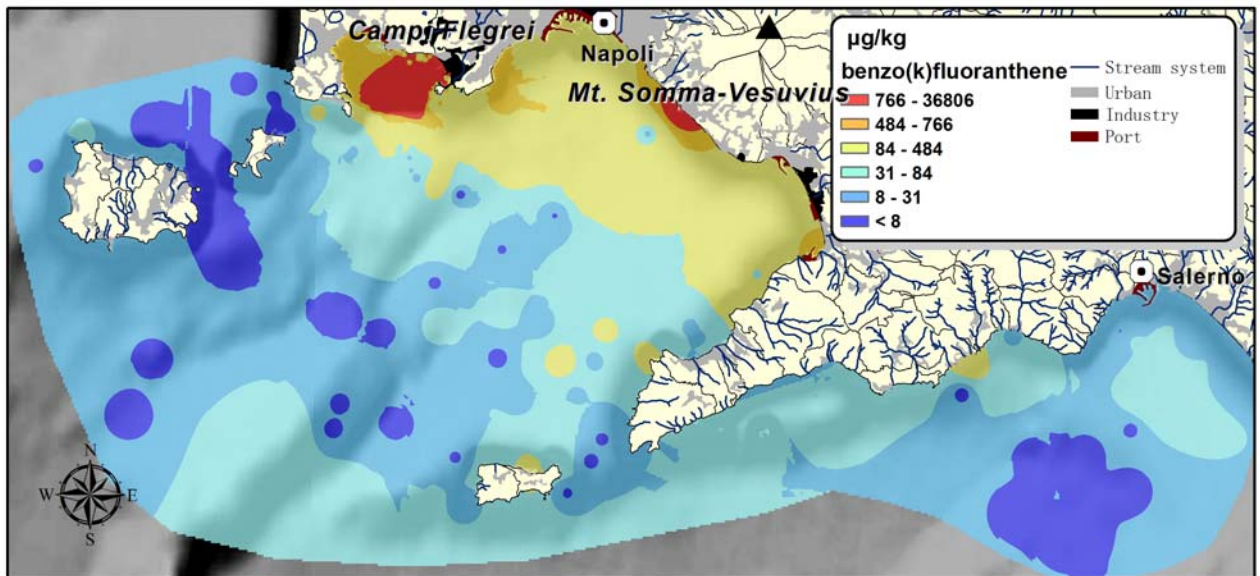 Campi Flegrei
Napoli
Mt. Somma-Vesuvius
Salerno
µg/kg
benzo(k)fluoranthene
766 - 36806
484 - 766
84 - 484
31 - 84
8 - 31
< 8
Stream system
Urban
Industry
Port
N
W E
S